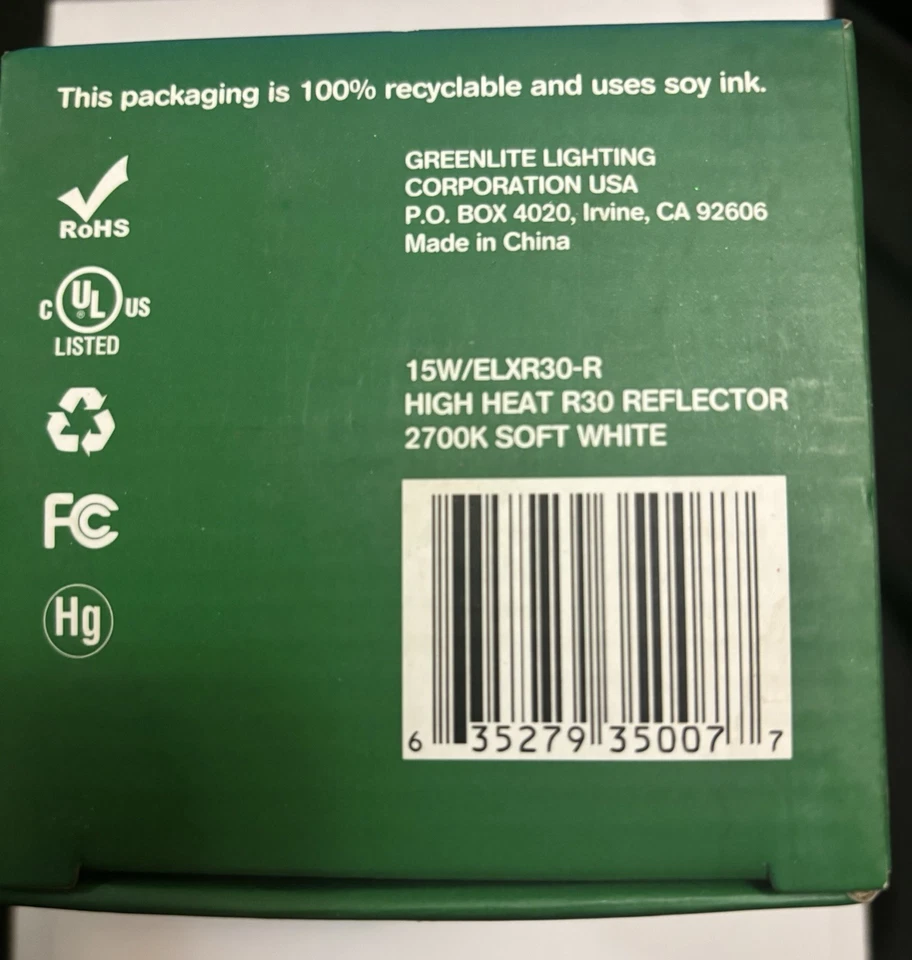 This packaging is 100% recyclable and uses soy ink.
RoHS
C UL ® US
LISTED
FC
Hg
GREENLITE LIGHTING
CORPORATION USA
P.O. BOX 4020, Irvine, CA 92606
Made in China
15W/ELXR30-R
HIGH HEAT R30 REFLECTOR
2700K SOFT WHITE
6 35279 35007 7